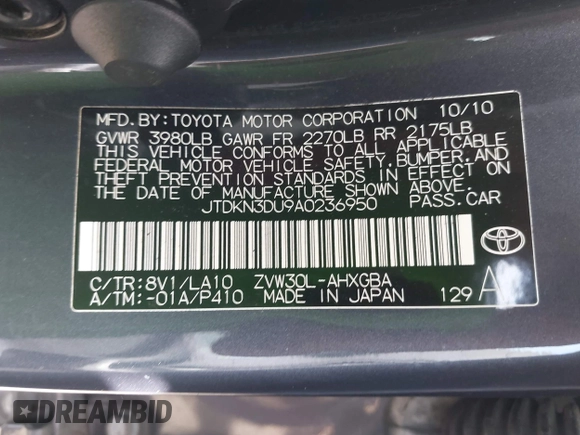 MFD. BY: TOYOTA MOTOR CORPORATION 10/10
GVWR 3980LB GAWR FR 2270LB RR 2175LB
THIS VEHICLE CONFORMS TO ALL APPLICABLE
FEDERAL MOTOR VEHICLE SAFETY, BUMPER, AND
THEFT PREVENTION STANDARDS IN EFFECT ON
THE DATE OF MANUFACTURE SHOWN ABOVE.
JTDKN3DU9A0236950 PASS.CAR
C/TR:8V1/LA10 ZVW30L-AHXGBA
A/TM:-01A/P410 MADE IN JAPAN 129 A
DREAMBID